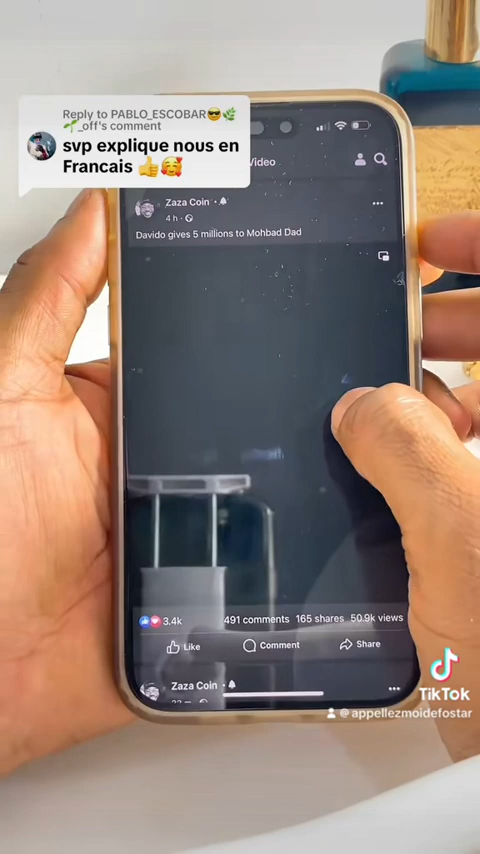 Reply to PABLO_ESCOBAR😎🌿
🌱_off's comment
svp explique nous en
Francais 👍🥰
Video
Zaza Coin
4 h
Davido gives 5 millions to Mohbad Dad
3.4k
491 comments 165 shares 50.9k views
Like Comment Share
Zaza Coin
TikTok
@appellezmoidefostar